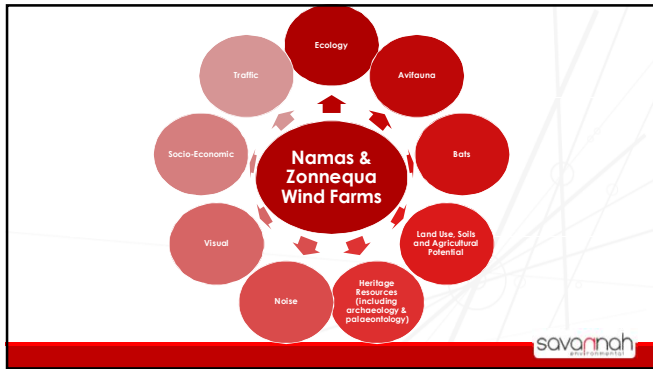 Ecology
Avifauna
Bats
Land Use, Soils
and Agricultural
Potential
Heritage
Resources
(including
archaeology &
palaeontology)
Noise
Visual
Socio-Economic
Traffic
Namas &
Zonnequa
Wind Farms
savannah
environmental